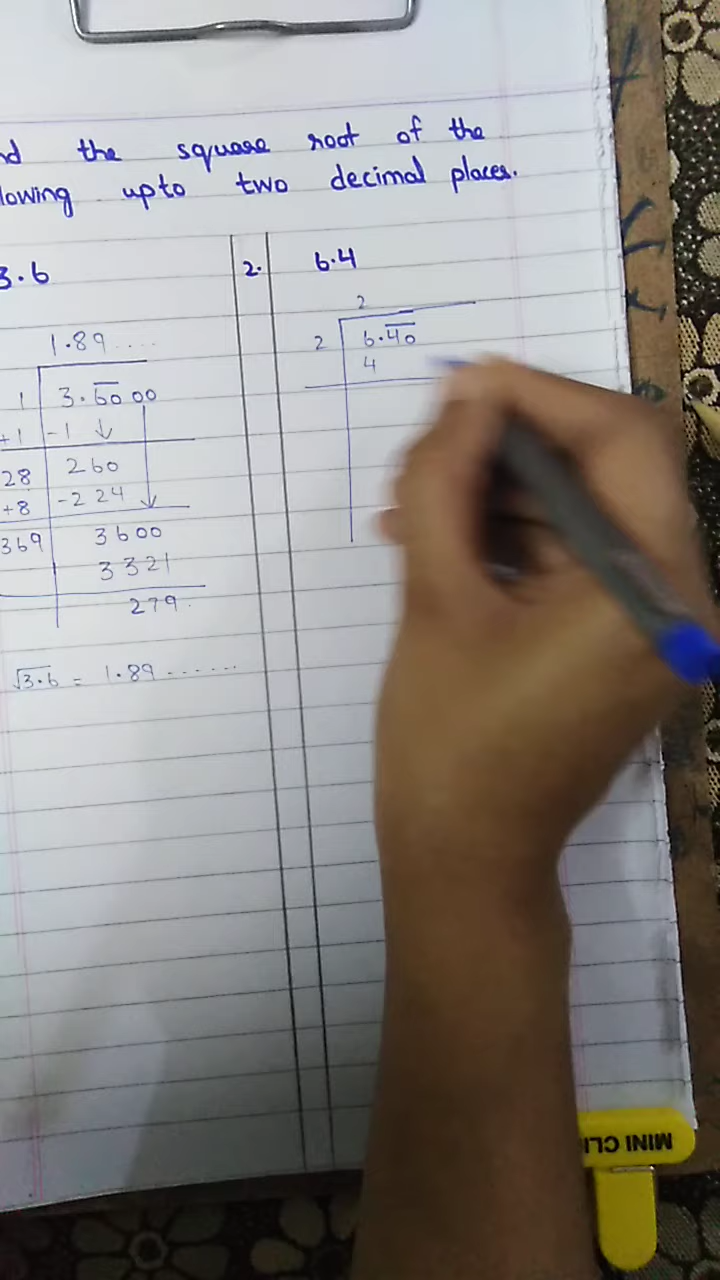 nd the square root of the
lowing upto two decimal places.
3.6
1.89....
1 3.60 00
+1 -1 ↓
28 260
+8 -224
369 3600
3321
279.
√3.6 = 1.89.......
2. 6.4
2
2 6.40
4
MINI CLI